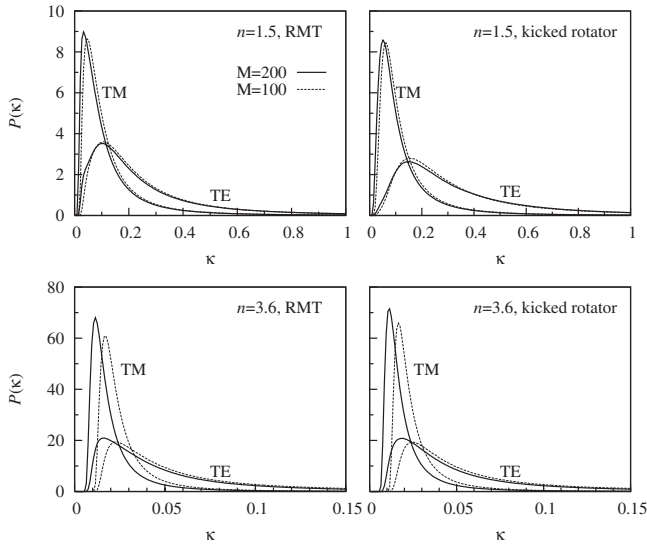 n=1.5, RMT
M=200
M=100
TM
TE
P(κ)
0
2
4
6
8
10
0
0.2
0.4
0.6
0.8
1
κ
n=1.5, kicked rotator
TM
TE
0
0.2
0.4
0.6
0.8
1
κ
n=3.6, RMT
TM
TE
P(κ)
0
20
40
60
80
0
0.05
0.1
0.15
κ
n=3.6, kicked rotator
TM
TE
0
0.05
0.1
0.15
κ